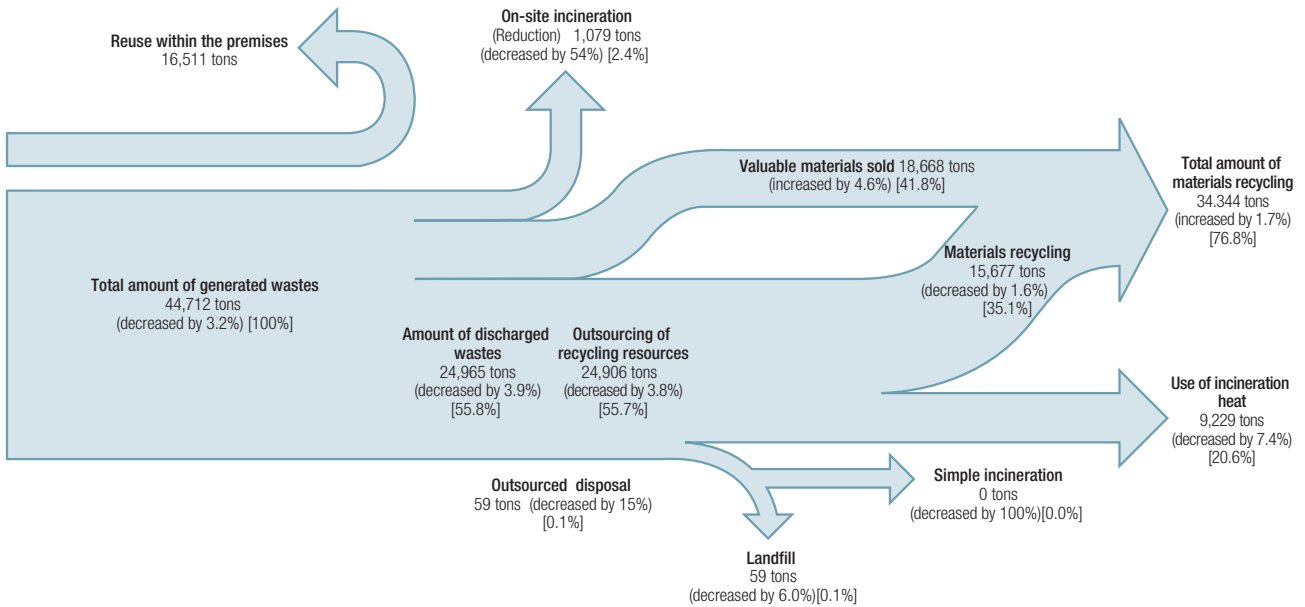 Reuse within the premises
16,511 tons
On-site incineration
(Reduction) 1,079 tons
(decreased by 54%) [2.4%]
Valuable materials sold 18,668 tons
(increased by 4.6%) [41.8%]
Total amount of
materials recycling
34.344 tons
(increased by 1.7%)
[76.8%]
Materials recycling
15,677 tons
(decreased by 1.6%)
[35.1%]
Total amount of generated wastes
44,712 tons
(decreased by 3.2%) [100%]
Amount of discharged
wastes
24,965 tons
(decreased by 3.9%)
[55.8%]
Outsourcing of
recycling resources
24,906 tons
(decreased by 3.8%)
[55.7%]
Use of incineration
heat
9,229 tons
(decreased by 7.4%)
[20.6%]
Outsourced disposal
59 tons (decreased by 15%)
[0.1%]
Simple incineration
0 tons
(decreased by 100%)[0.0%]
Landfill
59 tons
(decreased by 6.0%)[0.1%]